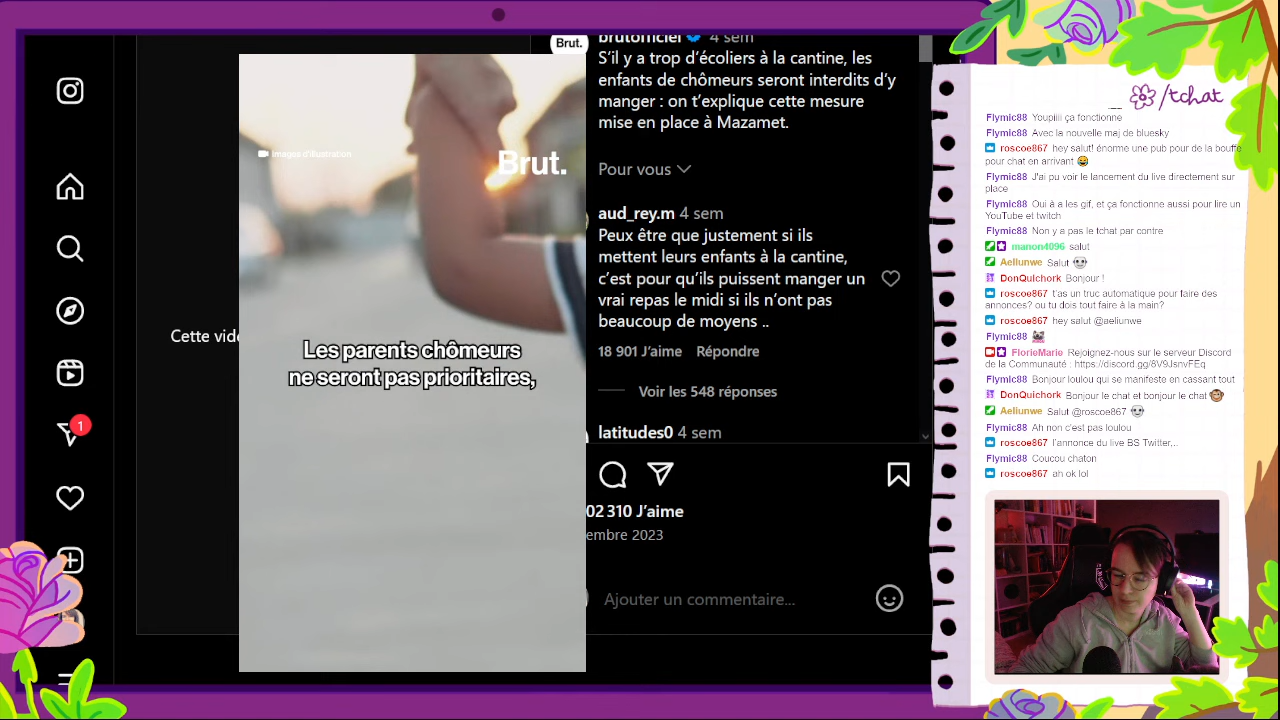 Brut.
brutofficiel 4 sem
S'il y a trop d'écoliers à la cantine, les
enfants de chômeurs seront interdits d'y
manger : on t'explique cette mesure
mise en place à Mazamet.
Pour vous
aud_rey.m 4 sem
Peux être que justement si ils
mettent leurs enfants à la cantine,
c'est pour qu'ils puissent manger un
vrai repas le midi si ils n'ont pas
beaucoup de moyens ..
18 901 J'aime Répondre
Voir les 548 réponses
latitudes0 4 sem
02 310 J'aime
embre 2023
Ajouter un commentaire...
1
Cette vidé
Images d'illustration
Brut.
Les parents chômeurs
ne seront pas prioritaires,
/tchat
Flymic88 Youpiiii ça fonctionne
Flymic88 Avec la nouvelle maj de bluesky
roscoe867 hey salut! énorme une pub pour de la bouffe
pour chat en arrivant
Flymic88 J'ai pu voir le lancement du live directement sur
place
Flymic88 Oui à a les gif, et ça fonctionne aussi pour lire un
YouTube et twitch
Flymic88 Non y a pas le tchat par contre
manon4096 salut
Aeliunwe Salut
DonQuichork Bonjour !
roscoe867 t'as un truc automatique pour faire des
annonces? ou tu dois tout faire à la main?
roscoe867 hey salut @aeliunwe
Flymic88
FlorieMarie Rejoignez-nous sur le serveur Discord
de la Communauté : https://discord.gg/8V9JsnvFEq
Flymic88 Bonjour loulou qui se manifeste en cassant tout
DonQuichork Bonjour le chat et bonjour le chat
Aeliunwe Salut @roscoe867
Flymic88 Ah non c'est pas loulou
roscoe867 l'annonce du live BS Twitter,..
Flymic88 Coucou chaton
roscoe867 ah ok lol